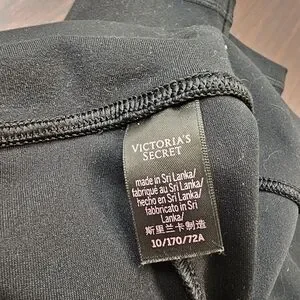 VICTORIA'S
SECRET
made in Sri Lanka/
fabriqué au Sri Lanka/
hecho en Sri Lanka/
fabbricato in Sri
Lanka/
斯里兰卡制造
10/170/72A